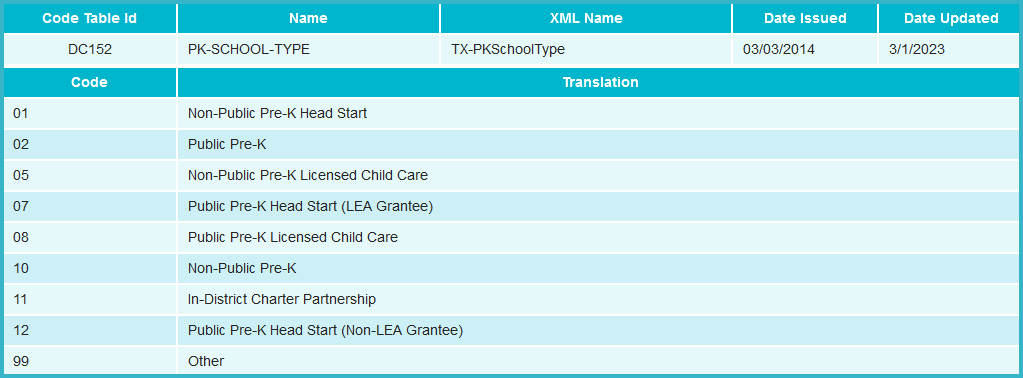 Code Table Id Name XML Name Date Issued Date Updated
DC152 PK-SCHOOL-TYPE TX-PKSchoolType 03/03/2014 3/1/2023
Code Translation
01 Non-Public Pre-K Head Start
02 Public Pre-K
05 Non-Public Pre-K Licensed Child Care
07 Public Pre-K Head Start (LEA Grantee)
08 Public Pre-K Licensed Child Care
10 Non-Public Pre-K
11 In-District Charter Partnership
12 Public Pre-K Head Start (Non-LEA Grantee)
99 Other